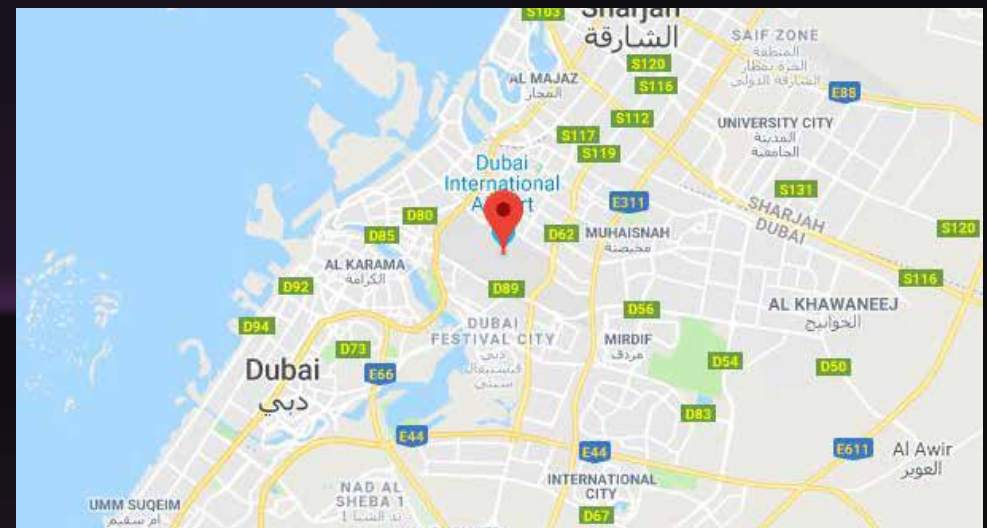 S103
Sharjah
الشارقة
SAIF ZONE
المنطقة
الحرة بمطار
الشارقة الدولي
S120
AL MAJAZ
المجاز
S116
E88
S112
UNIVERSITY CITY
المدينة
الجامعية
S117
S119
Dubai
International
Airport
S131
E311
SHARJAH
DUBAI
D80
D85
D62
MUHAISNAH
محيصنة
S120
AL KARAMA
الكرامة
S116
D92
D89
D56
AL KHAWANEEJ
الخوانيج
D94
DUBAI
FESTIVAL CITY
دبي
فيستيفال
سيتي
MIRDIF
مردف
D73
D54
D50
Dubai
دبي
E66
D83
E44
E44
E611
Al Awir
العوير
NAD AL
SHEBA 1
ند الشبا 1
INTERNATIONAL
CITY
D67
UMM SUQEIM
أم سقيم